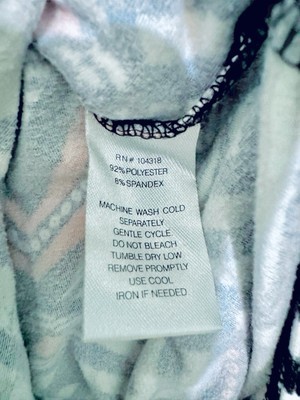 RN# 104318
92%POLYESTER
8%SPANDEX
MACHINE WASH COLD
SEPARATELY
GENTLE CYCLE
DO NOT BLEACH
TUMBLE DRY LOW
REMOVE PROMPTLY
USE COOL
IRON IF NEEDED